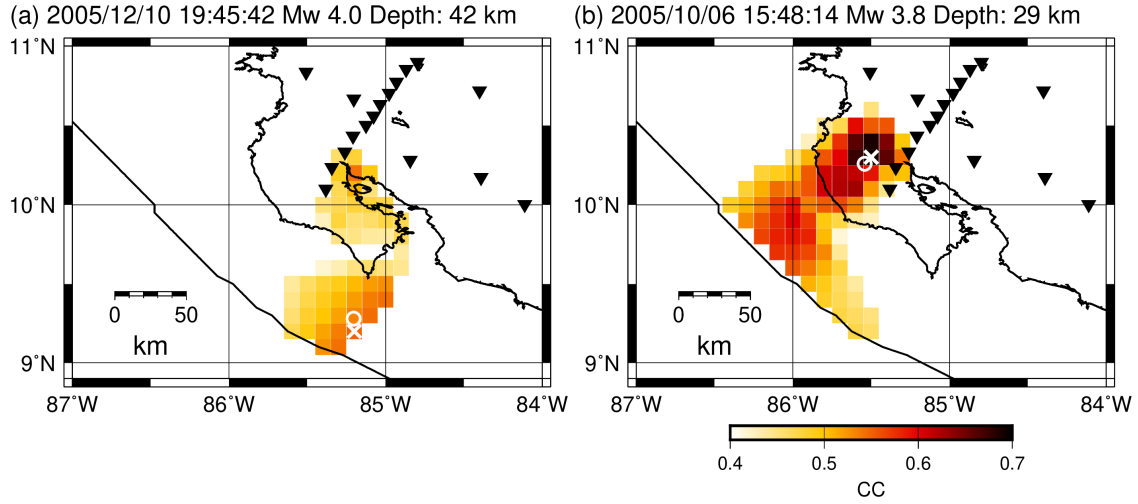 (a) 2005/12/10 19:45:42 Mw 4.0 Depth: 42 km
(b) 2005/10/06 15:48:14 Mw 3.8 Depth: 29 km
11˚N
11˚N
10˚N
10˚N
0 50
km
0 50
km
9˚N
9˚N
87˚W 86˚W 85˚W 84˚W
87˚W 86˚W 85˚W 84˚W
0.4 0.5 0.6 0.7
CC